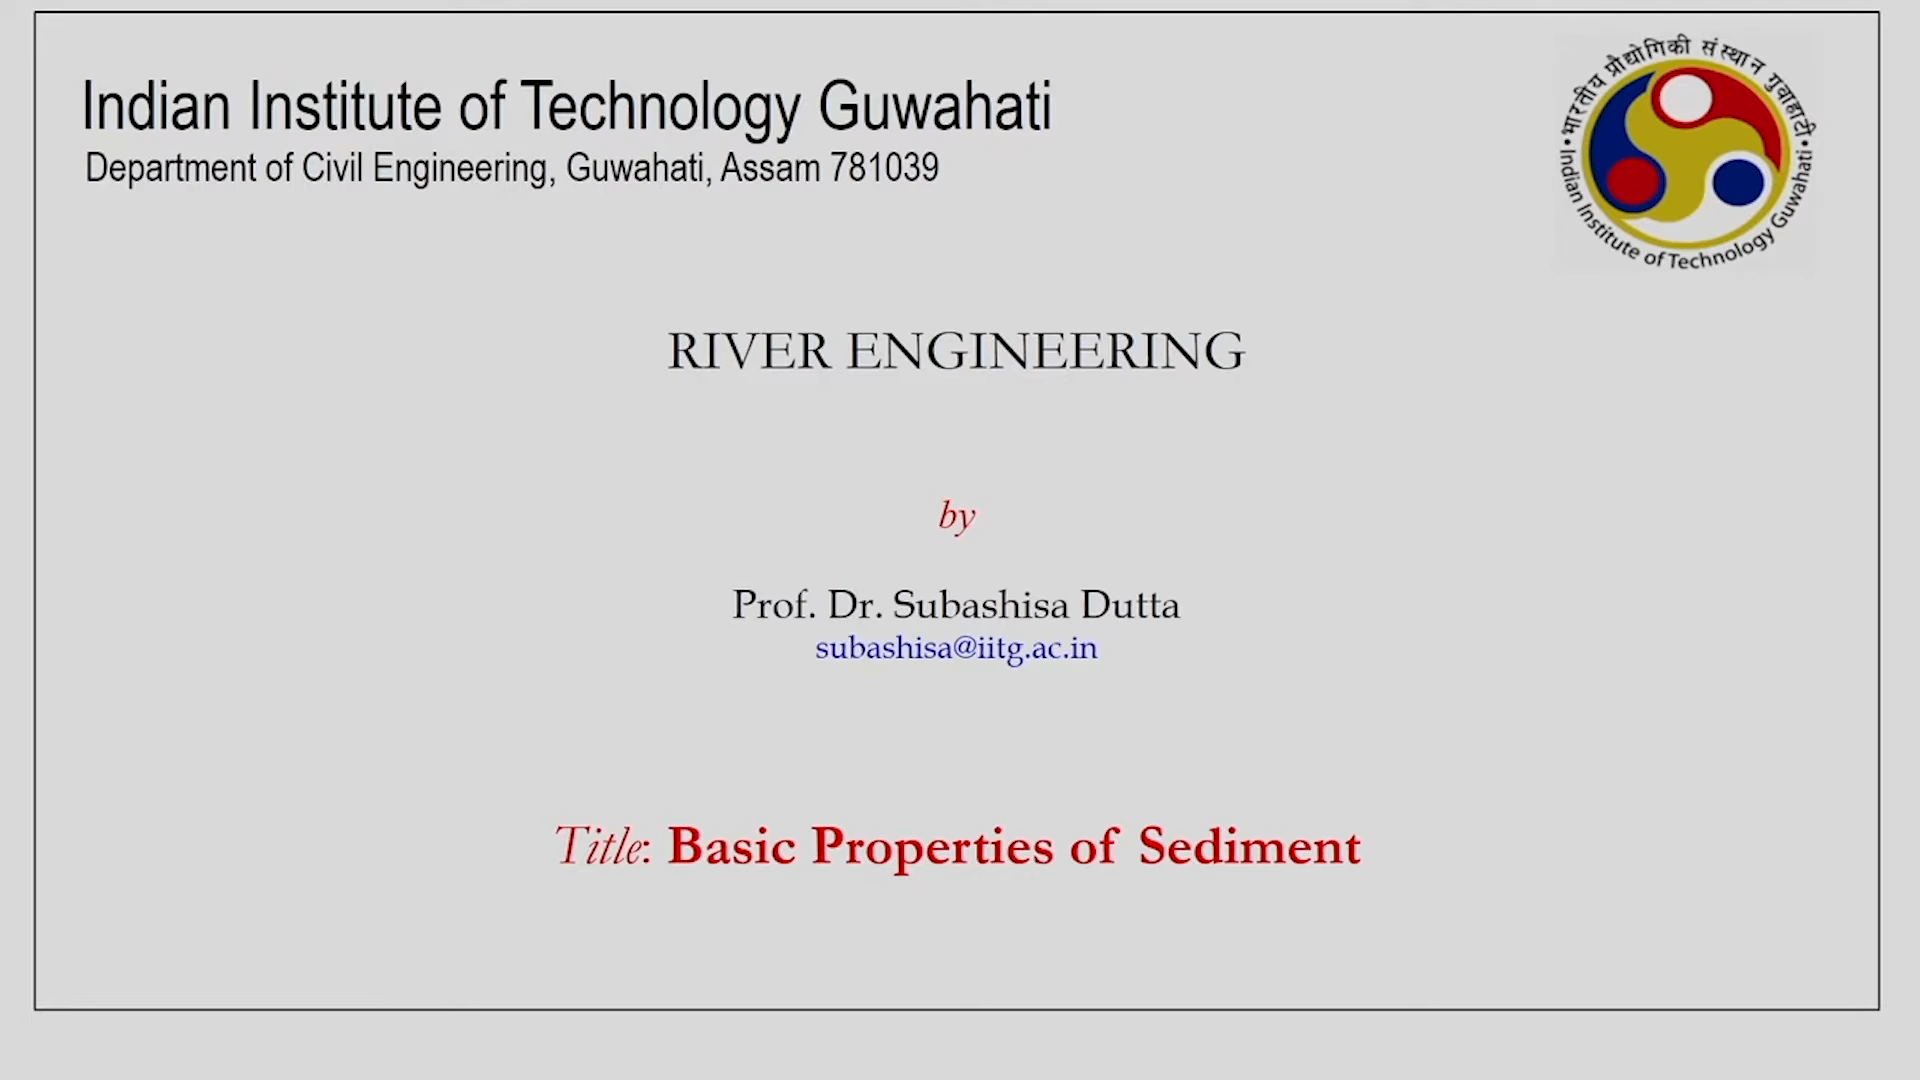 Indian Institute of Technology Guwahati
Department of Civil Engineering, Guwahati, Assam 781039
भारतीय प्रौद्योगिकी संस्थान गुवाहाटी
Indian Institute of Technology Guwahati
RIVER ENGINEERING
by
Prof. Dr. Subashisa Dutta
subashisa@iitg.ac.in
Title: Basic Properties of Sediment